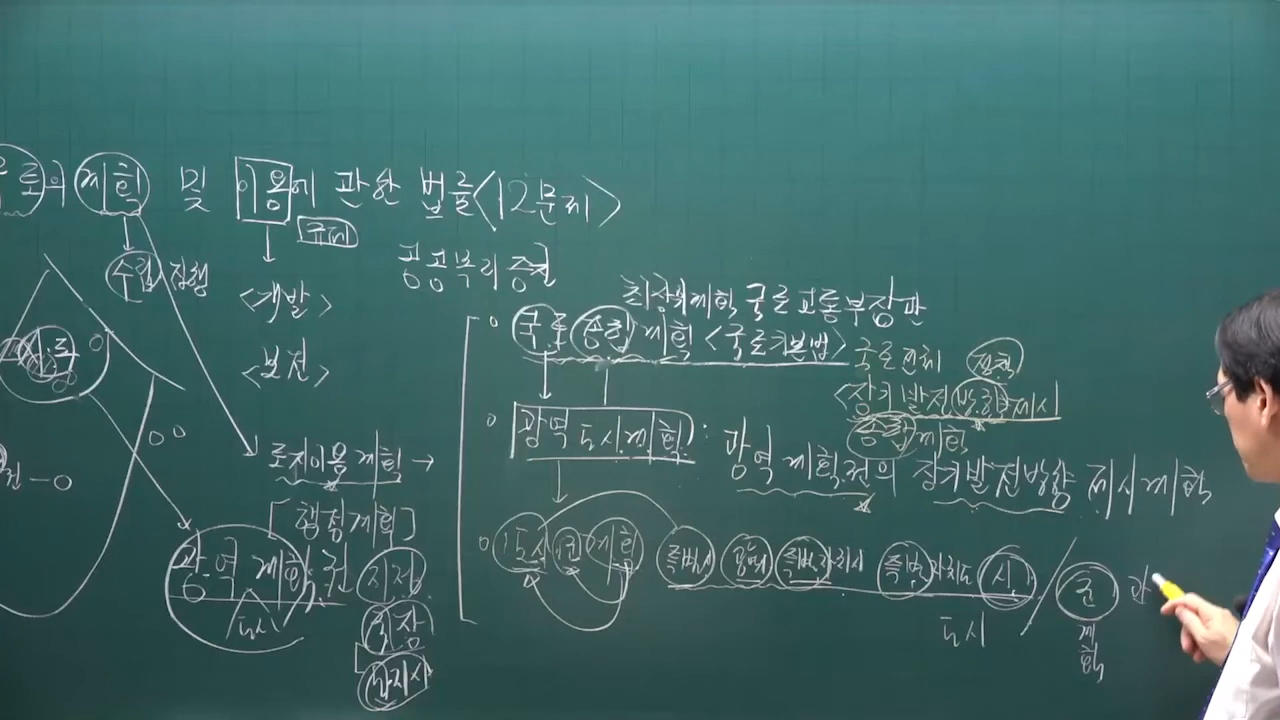 토의 계획 및 이용에 관한 법률<12문제>
규제
수립 집행
공공복리증진
<개발>
<보전>
최상위계획 국토교통부장관
국토종합계획<국토기본법>
국토전체
<장기발전방향제시
종합계획
광역도시계획: 광역계획권의 장기발전방향 제시계획
토지이용계획→
[행정계획]
도시 군 계획
특별시 광역시 특별자치시 특별자치도 시 / 군 관
도시
계획
광역계획권
도시
지정